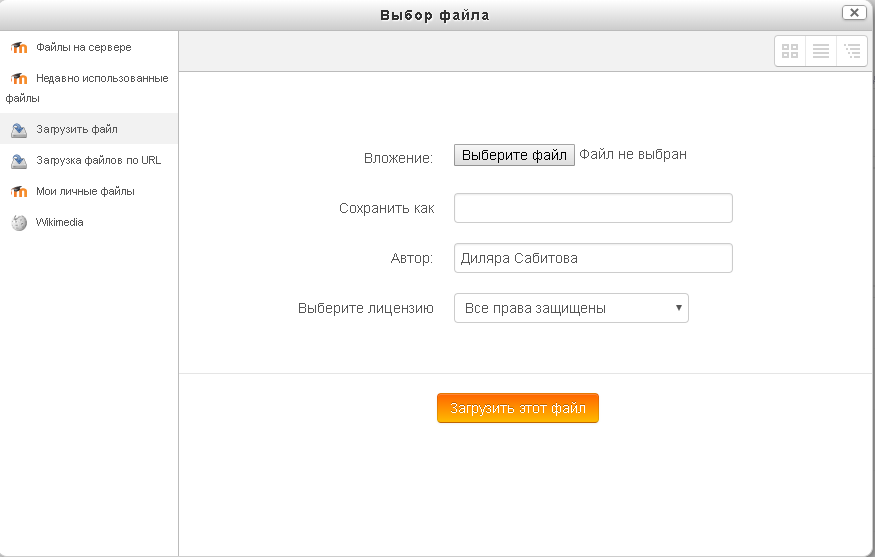 Выбор файла
Файлы на сервере
Недавно использованные
файлы
Загрузить файл
Загрузка файлов по URL
Мои личные файлы
Wikimedia
Вложение: Выберите файл Файл не выбран
Сохранить как
Автор: Диляра Сабитова
Выберите лицензию Все права защищены
Загрузить этот файл